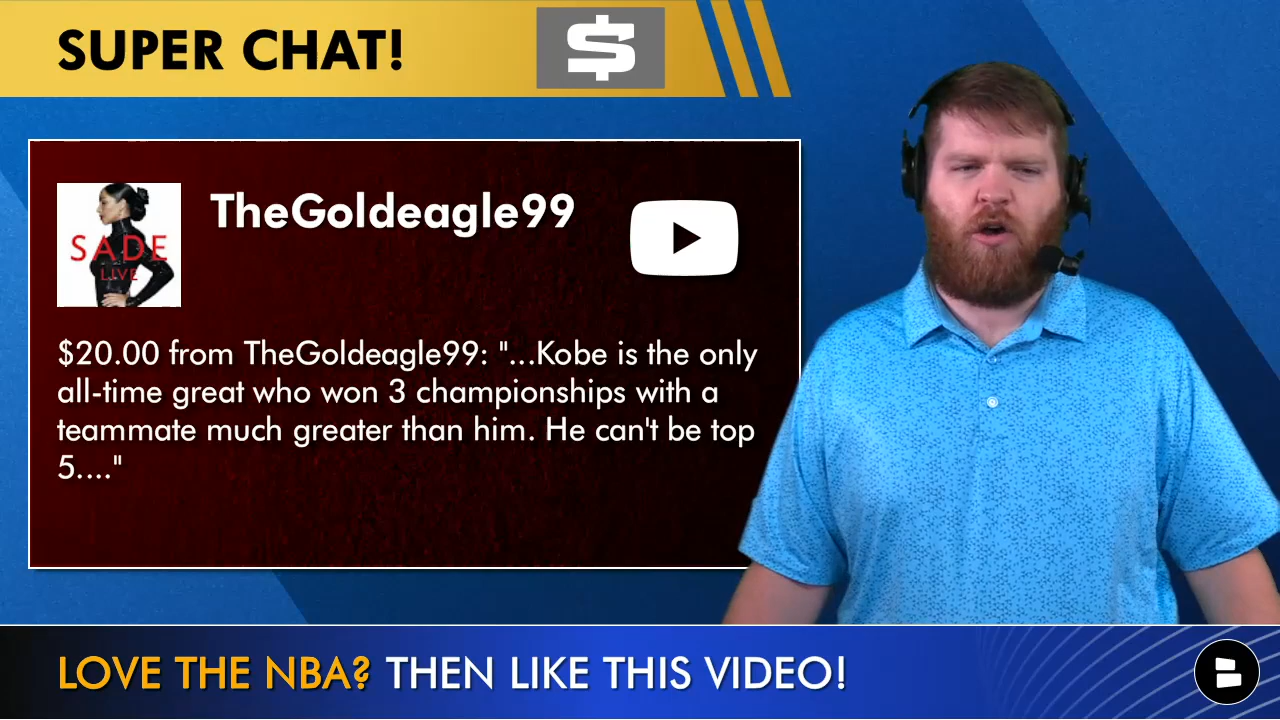 SUPER CHAT!
$
SADE
LIVE
TheGoldeagle99
$20.00 from TheGoldeagle99: "...Kobe is the only
all-time great who won 3 championships with a
teammate much greater than him. He can't be top
5...."
LOVE THE NBA? THEN LIKE THIS VIDEO!